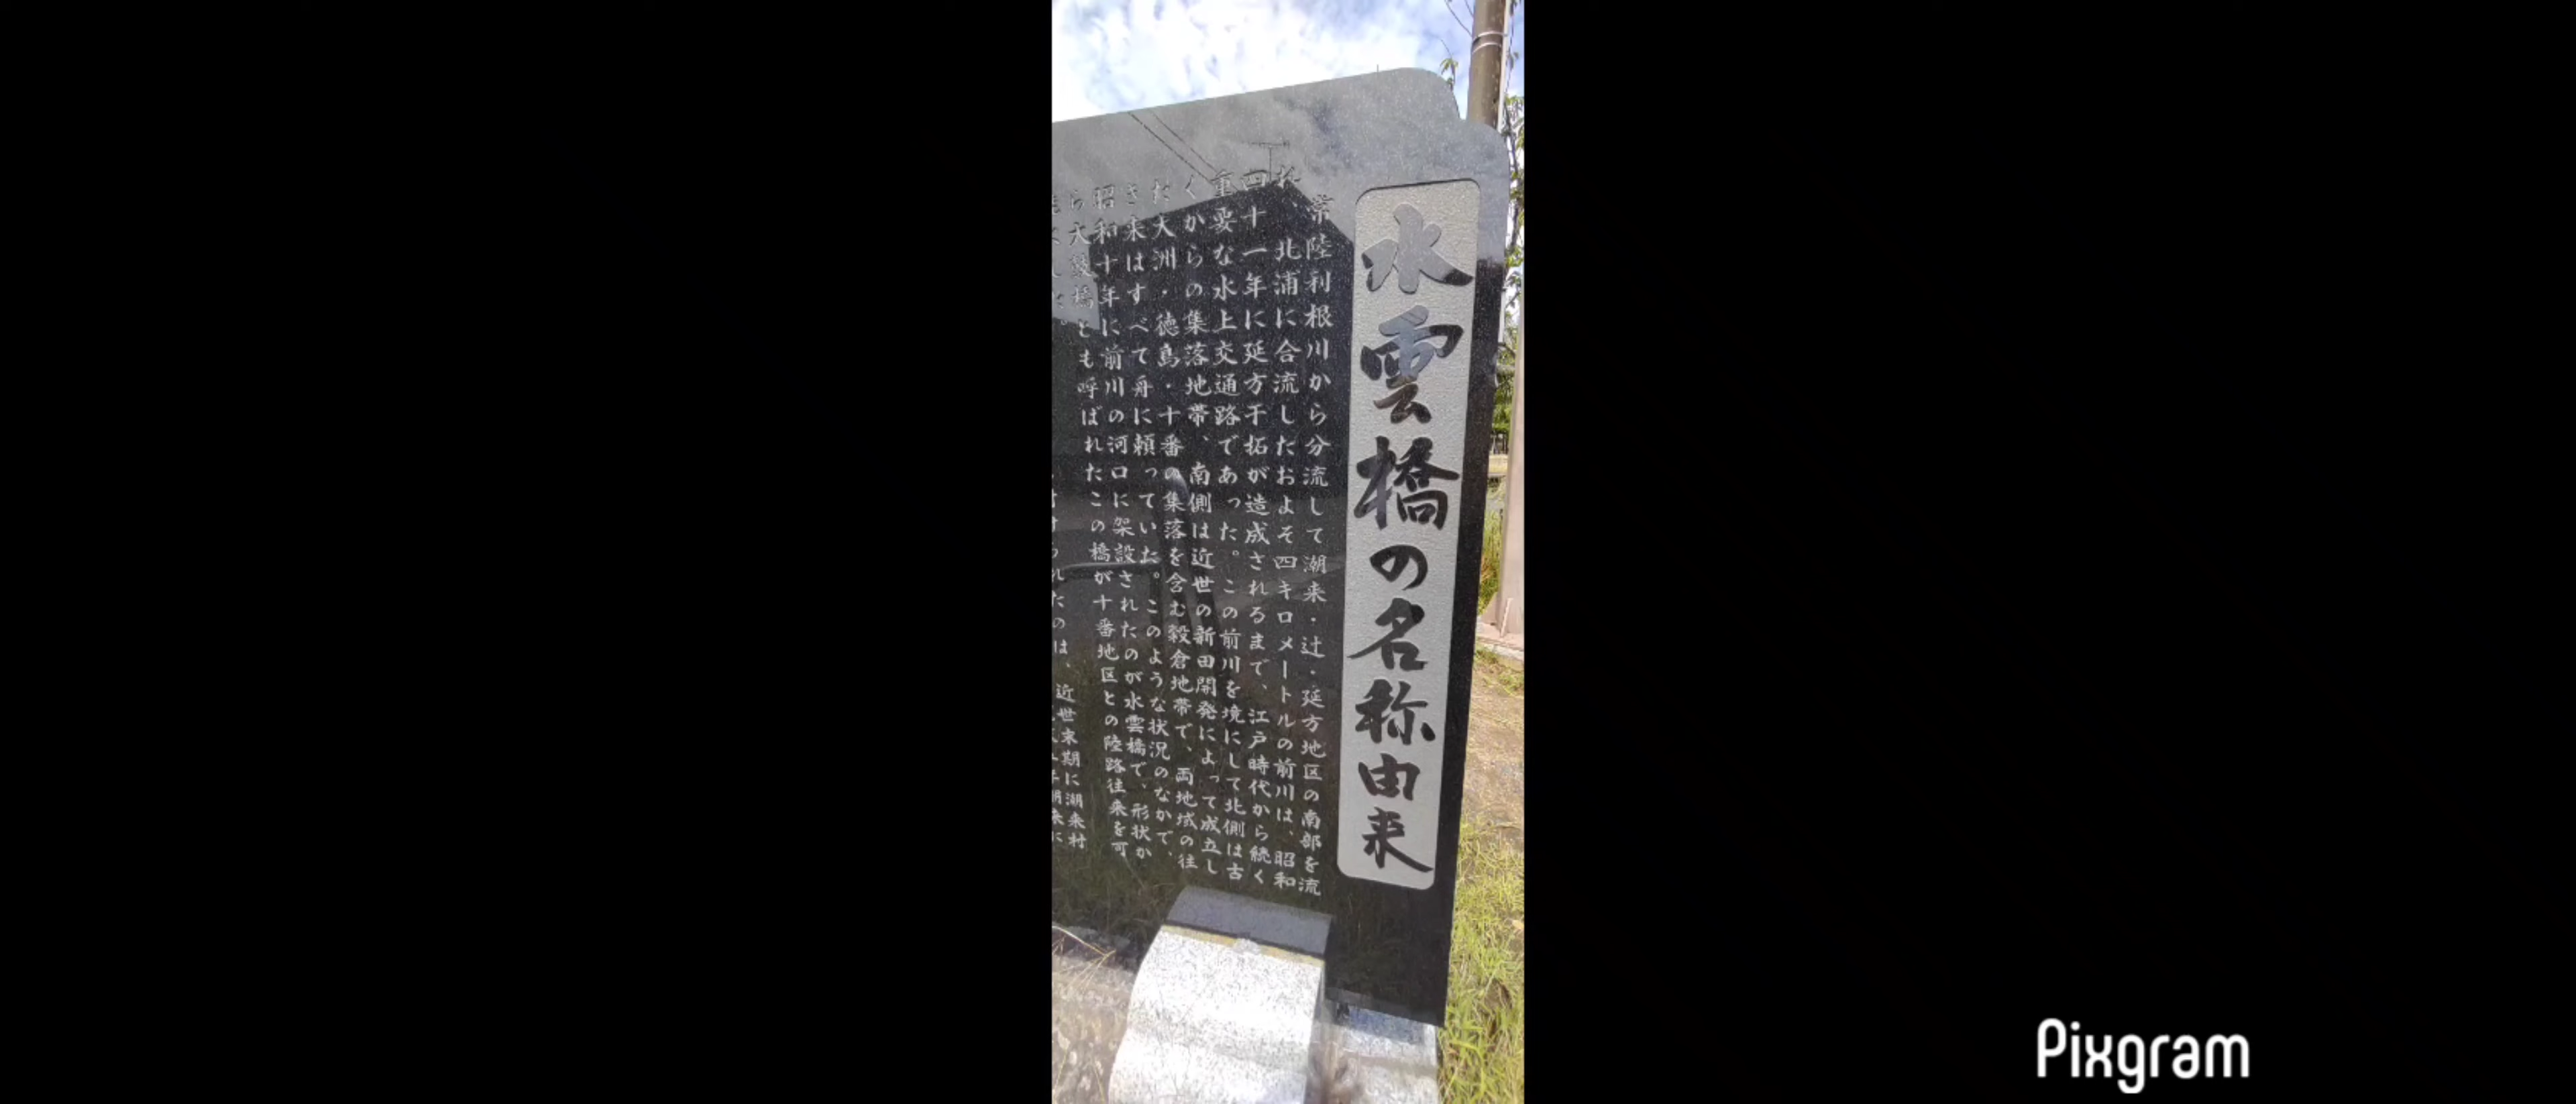 水雲橋の名称由来
常陸利根川から分流して潮来・辻・延方地区の南部を流
れ、北浦に合流したおよそ四キロメートルの前川は、昭和
四十一年に延方干拓が造成されるまで、江戸時代から続く
重要な水上交通路であった。この前川を境にして北側は古
くからの集落地帯、南側は近世の新田開発によって成立し
た大洲・徳島・十番の集落を含む穀倉地帯で、両地域の往
き来はすべて舟に頼っていた。このような状況のなかで、
昭和十年に前川の河口に架設されたのが水雲橋で、形状か
ら太鼓橋とも呼ばれたこの橋が十番地区との陸路往来を可
れたのは、近世末期に潮来村
Pixgram